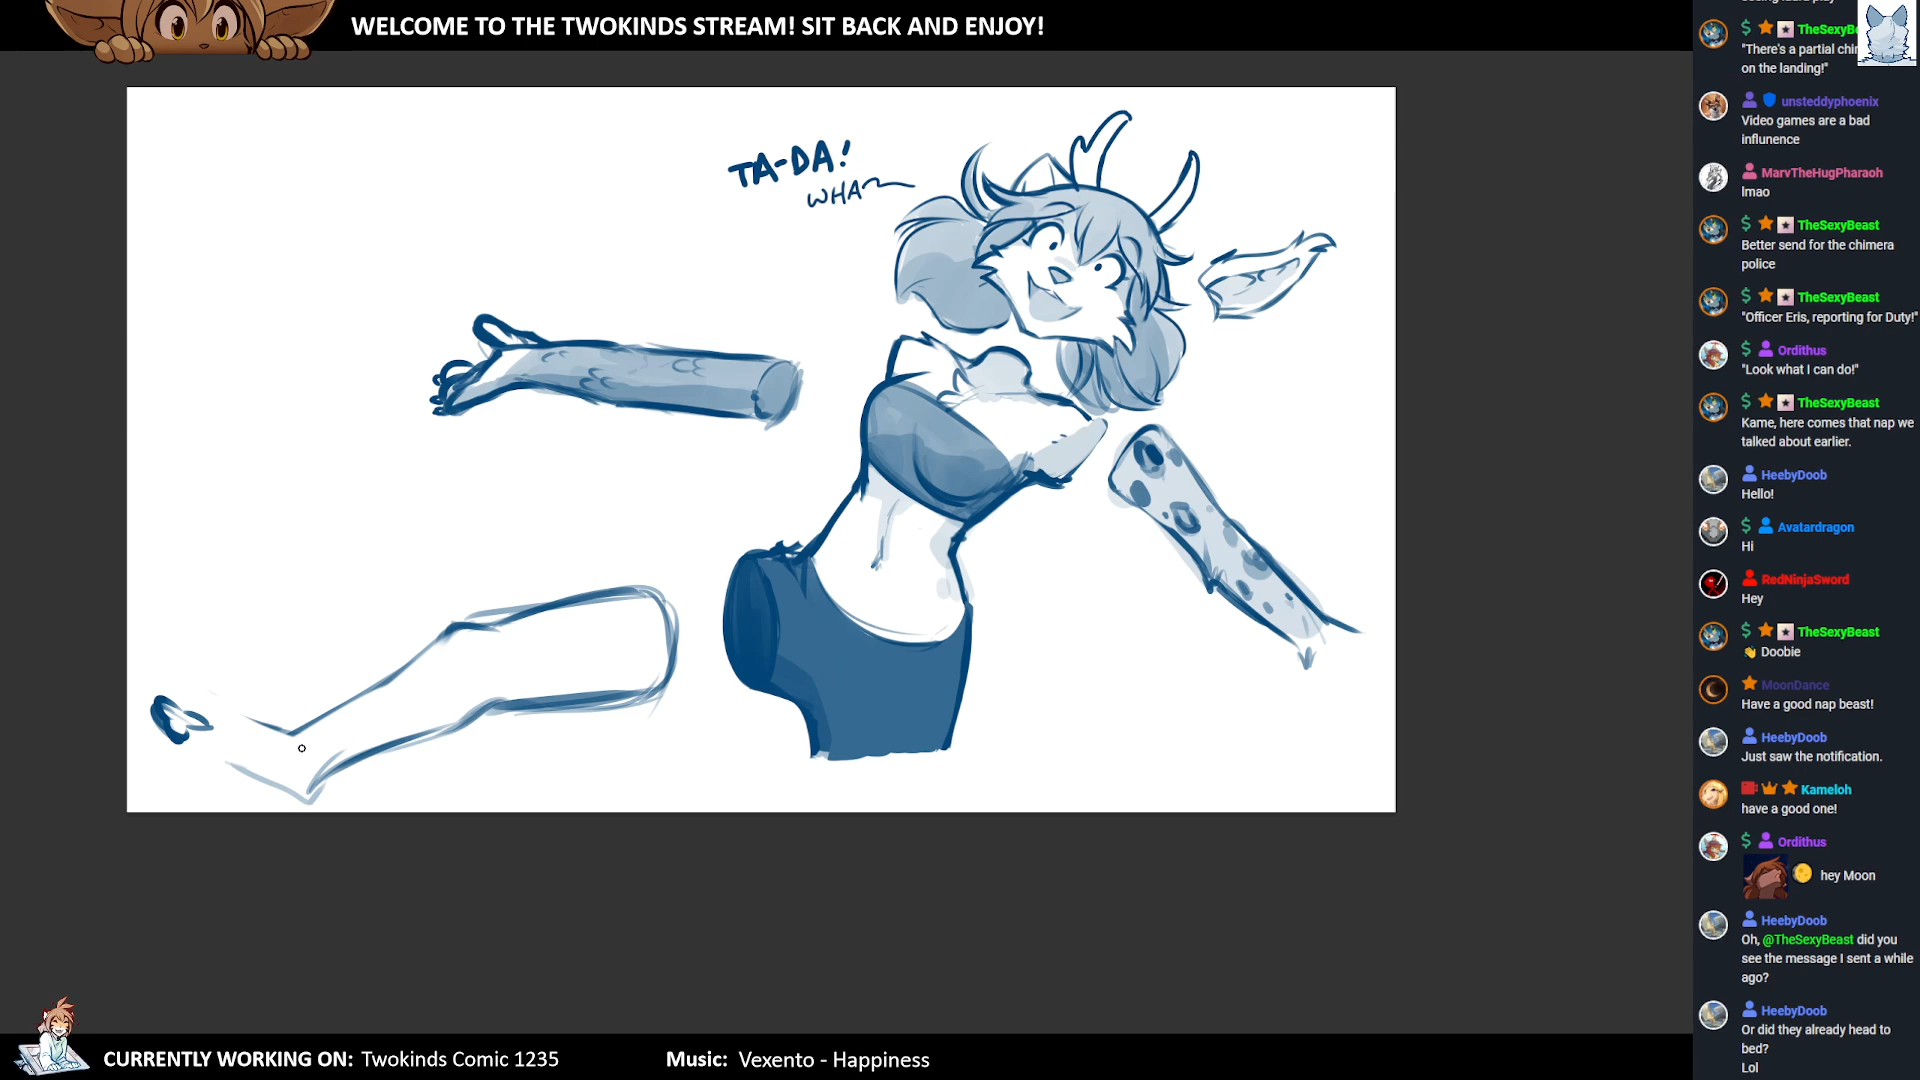 WELCOME TO THE TWOKINDS STREAM! SIT BACK AND ENJOY!
TA-DA!
WHA
TheSexyBe
"There's a partial chi
on the landing!"
unsteddyphoenix
Video games are a bad
influnence
MarvTheHugPharaoh
lmao
TheSexyBeast
Better send for the chimera
police
TheSexyBeast
"Officer Eris, reporting for Duty!"
Ordithus
"Look what I can do!"
TheSexyBeast
Kame, here comes that nap we
talked about earlier.
HeebyDoob
Hello!
Avatardragon
Hi
RedNinjaSword
Hey
TheSexyBeast
👋 Doobie
MoonDance
Have a good nap beast!
HeebyDoob
Just saw the notification.
Kameloh
have a good one!
Ordithus
hey Moon
HeebyDoob
Oh, @TheSexyBeast did you
see the message I sent a while
ago?
HeebyDoob
Or did they already head to
bed?
Lol
CURRENTLY WORKING ON: Twokinds Comic 1235
Music: Vexento - Happiness